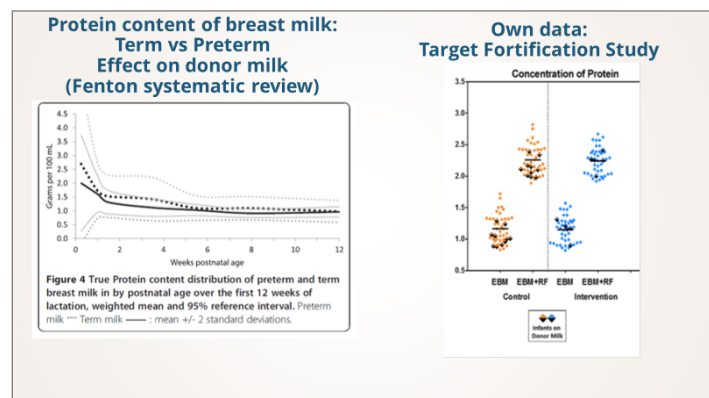 Protein content of breast milk:
Term vs Preterm
Effect on donor milk
(Fenton systematic review)
4.5
4.0
3.5
3.0
2.5
2.0
1.5
1.0
0.5
0.0
Grams per 100 mL
0 2 4 6 8 10 12
Weeks postnatal age
Figure 4 True Protein content distribution of preterm and term
breast milk in by postnatal age over the first 12 weeks of
lactation, weighted mean and 95% reference interval. Preterm
milk ···· Term milk —— : mean +/- 2 standard deviations.
Own data:
Target Fortification Study
Concentration of Protein
3.5
3.0
2.5
2.0
1.5
1.0
0.5
EBM EBM+RF EBM EBM+RF
Control Intervention
Infants on
Donor Milk